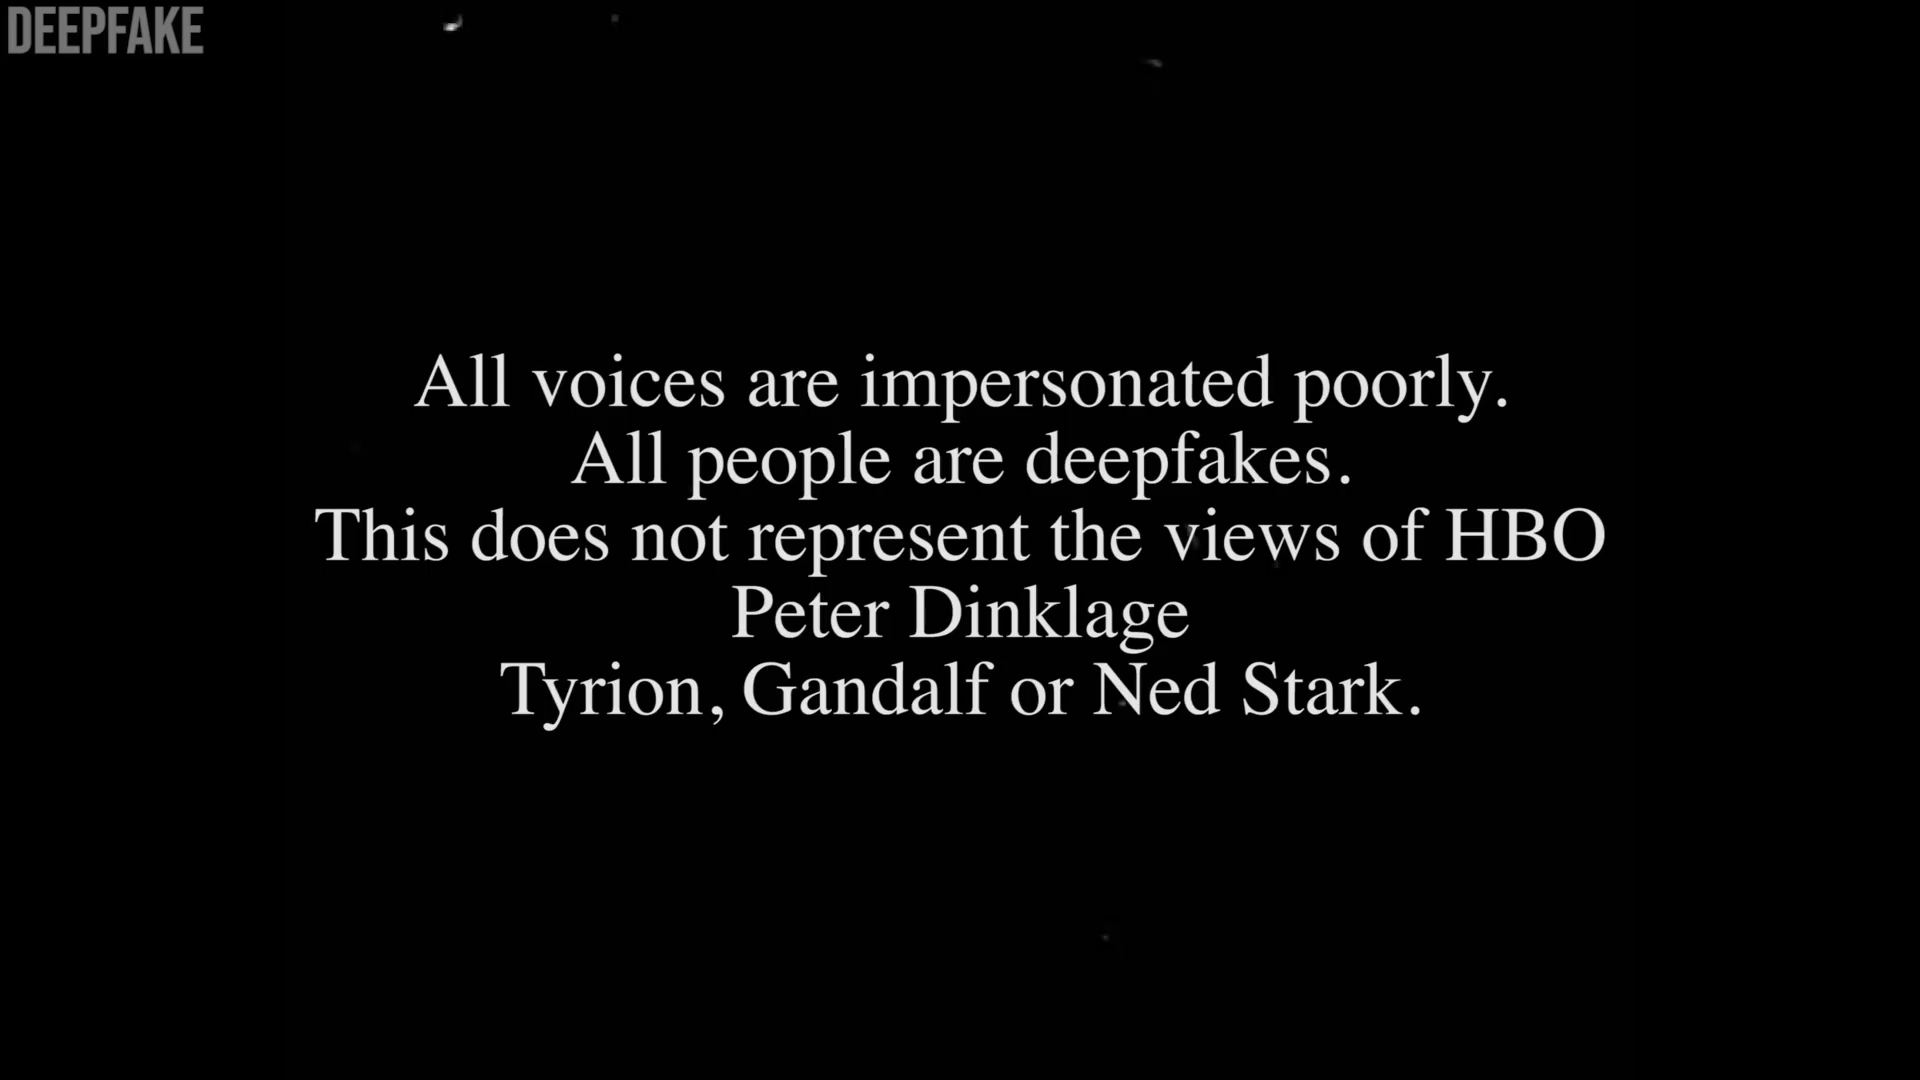 DEEPFAKE
All voices are impersonated poorly.
All people are deepfakes.
This does not represent the views of HBO
Peter Dinklage
Tyrion, Gandalf or Ned Stark.